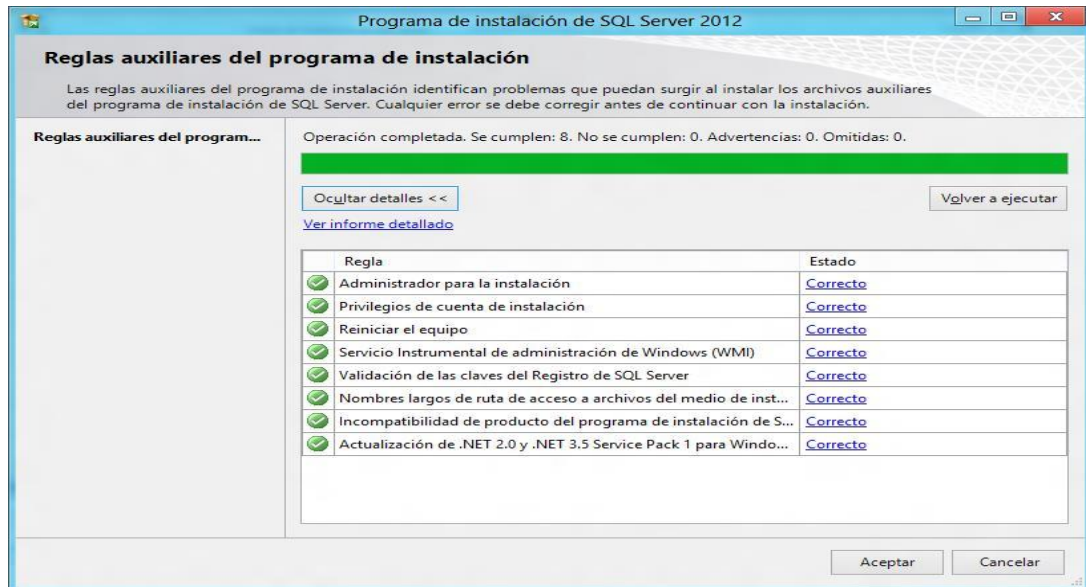 Programa de instalación de SQL Server 2012
Reglas auxiliares del programa de instalación
Las reglas auxiliares del programa de instalación identifican problemas que puedan surgir al instalar los archivos auxiliares
del programa de instalación de SQL Server. Cualquier error se debe corregir antes de continuar con la instalación.
Reglas auxiliares del program...
Operación completada. Se cumplen: 8. No se cumplen: 0. Advertencias: 0. Omitidas: 0.
Ocultar detalles <<
Volver a ejecutar
Ver informe detallado
Regla Estado
Administrador para la instalación Correcto
Privilegios de cuenta de instalación Correcto
Reiniciar el equipo Correcto
Servicio Instrumental de administración de Windows (WMI) Correcto
Validación de las claves del Registro de SQL Server Correcto
Nombres largos de ruta de acceso a archivos del medio de inst... Correcto
Incompatibilidad de producto del programa de instalación de S... Correcto
Actualización de .NET 2.0 y .NET 3.5 Service Pack 1 para Windo... Correcto
Aceptar Cancelar